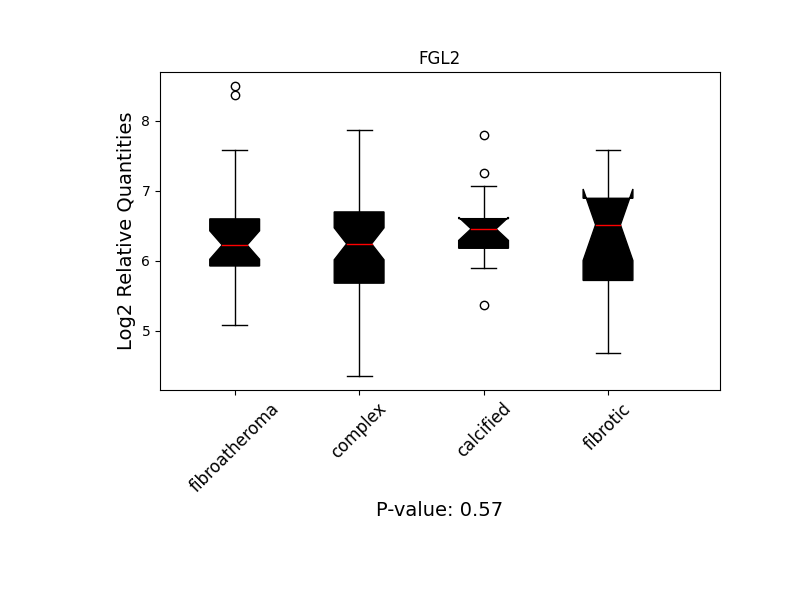 FGL2
Log2 Relative Quantities
8
7
6
5
fibroatheroma
complex
calcified
fibrotic
P-value: 0.57